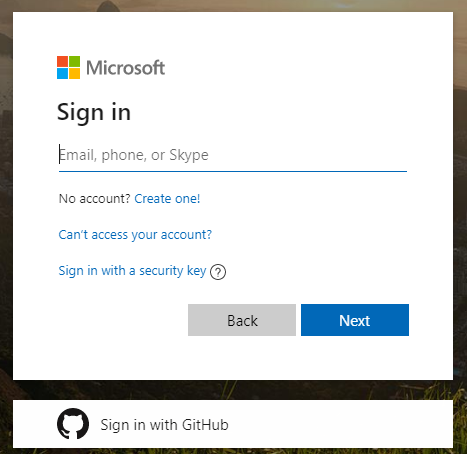 Microsoft
Sign in
Email, phone, or Skype
No account? Create one!
Can't access your account?
Sign in with a security key ?
Back Next
Sign in with GitHub